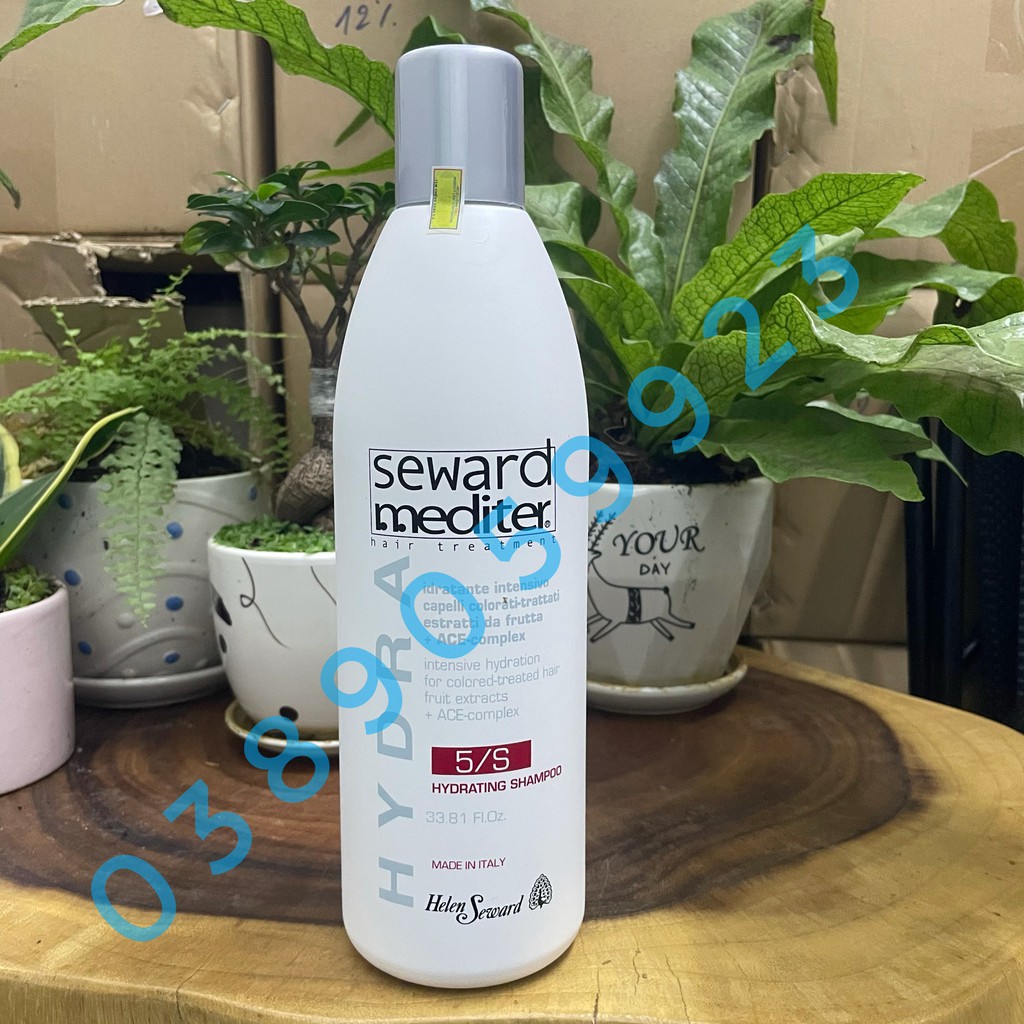 12%
seward
mediter®
hair treatment
HYDRA
idratante intensivo
capelli colorati-trattati
estratti da frutta
+ ACE-complex
intensive hydration
for colored-treated hair
fruit extracts
+ ACE-complex
5/S
HYDRATING SHAMPOO
33.81 Fl.Oz.
MADE IN ITALY
Helen Seward
YOUR
DAY
0389059923